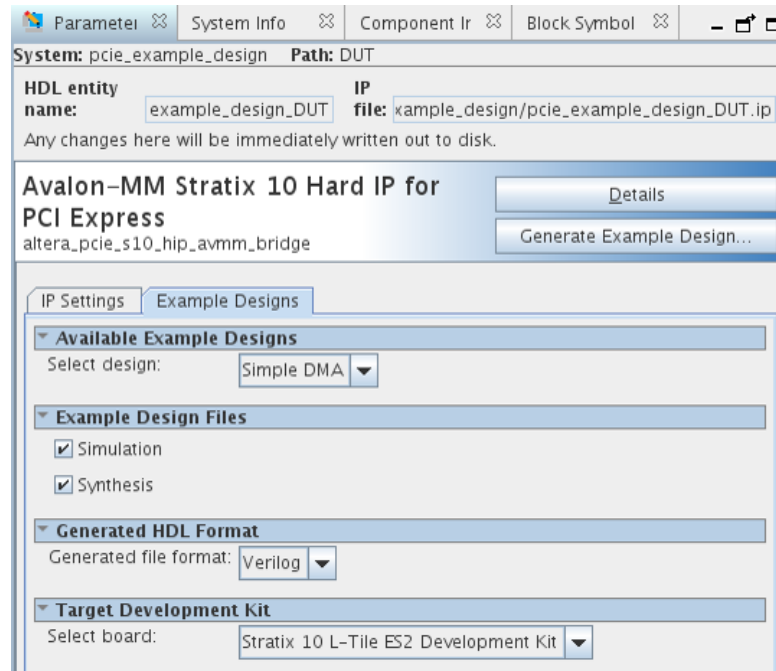 Parameter System Info Component Ir Block Symbol
System: pcie_example_design Path: DUT
HDL entity name: example_design_DUT IP file: xample_design/pcie_example_design_DUT.ip
Any changes here will be immediately written out to disk.
Avalon-MM Stratix 10 Hard IP for
PCI Express
altera_pcie_s10_hip_avmm_bridge
Details
Generate Example Design...
IP Settings Example Designs
Available Example Designs
Select design: Simple DMA
Example Design Files
Simulation
Synthesis
Generated HDL Format
Generated file format: Verilog
Target Development Kit
Select board: Stratix 10 L-Tile ES2 Development Kit